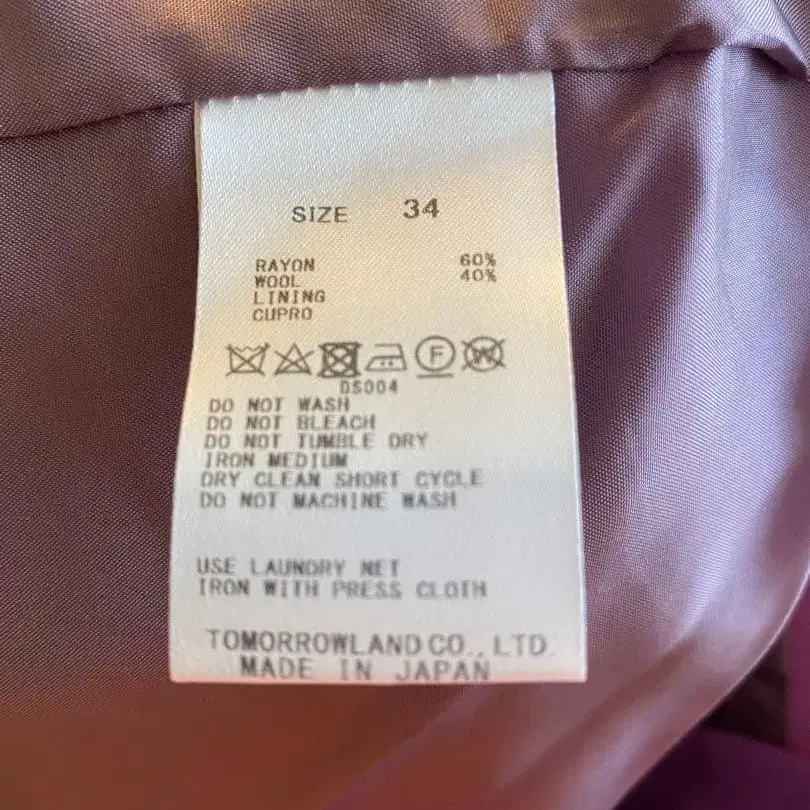 SIZE 34
RAYON 60%
WOOL 40%
LINING
CUPRO
F W
DS004
DO NOT WASH
DO NOT BLEACH
DO NOT TUMBLE DRY
IRON MEDIUM
DRY CLEAN SHORT CYCLE
DO NOT MACHINE WASH
USE LAUNDRY NET
IRON WITH PRESS CLOTH
TOMORROWLAND CO., LTD.
MADE IN JAPAN